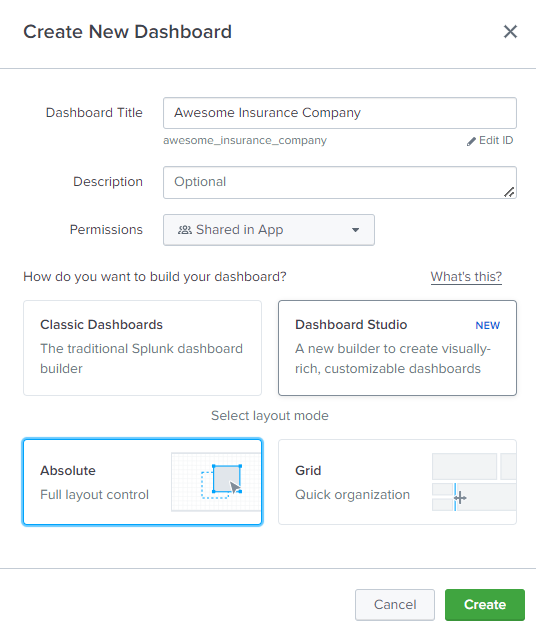 Create New Dashboard
Dashboard Title
Awesome Insurance Company
awesome_insurance_company
Edit ID
Description
Optional
Permissions
Shared in App
How do you want to build your dashboard?
What's this?
Classic Dashboards
The traditional Splunk dashboard
builder
Dashboard Studio
NEW
A new builder to create visually-
rich, customizable dashboards
Select layout mode
Absolute
Full layout control
Grid
Quick organization
Cancel
Create